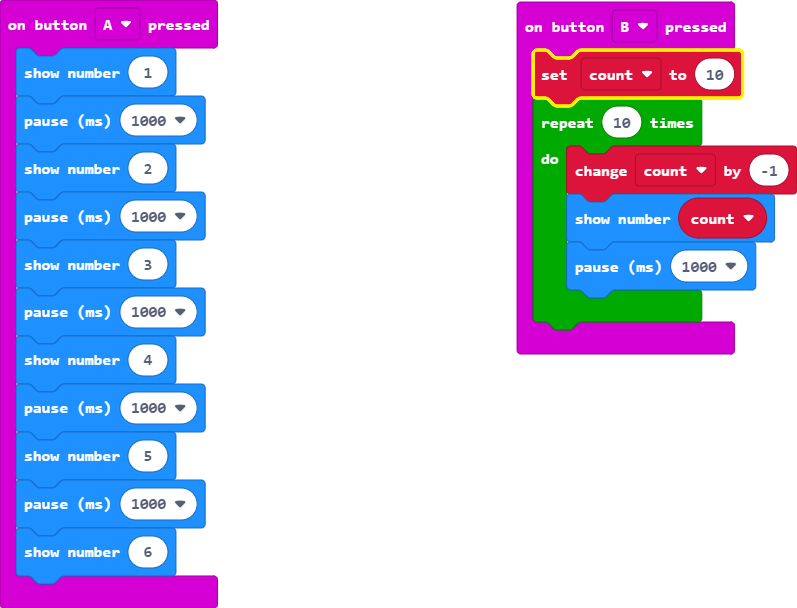 on button A pressed
show number 1
pause (ms) 1000
show number 2
pause (ms) 1000
show number 3
pause (ms) 1000
show number 4
pause (ms) 1000
show number 5
pause (ms) 1000
show number 6
on button B pressed
set count to 10
repeat 10 times
do
change count by -1
show number count
pause (ms) 1000